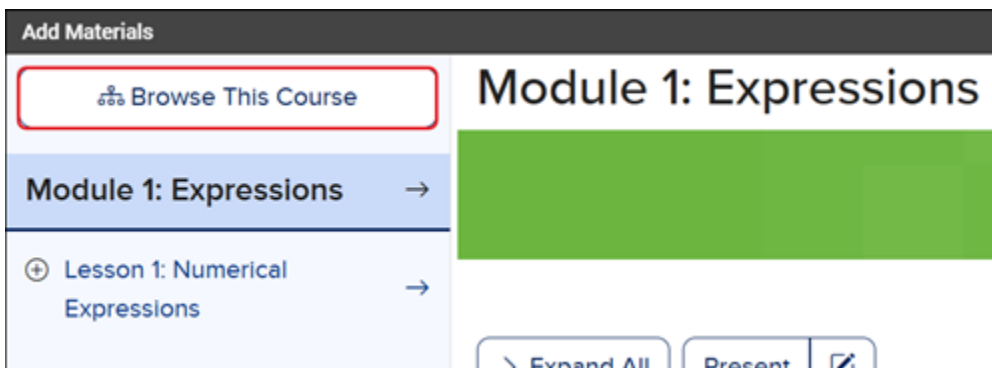 Add Materials
Browse This Course
Module 1: Expressions
Module 1: Expressions
Lesson 1: Numerical
Expressions
Expand All
Present